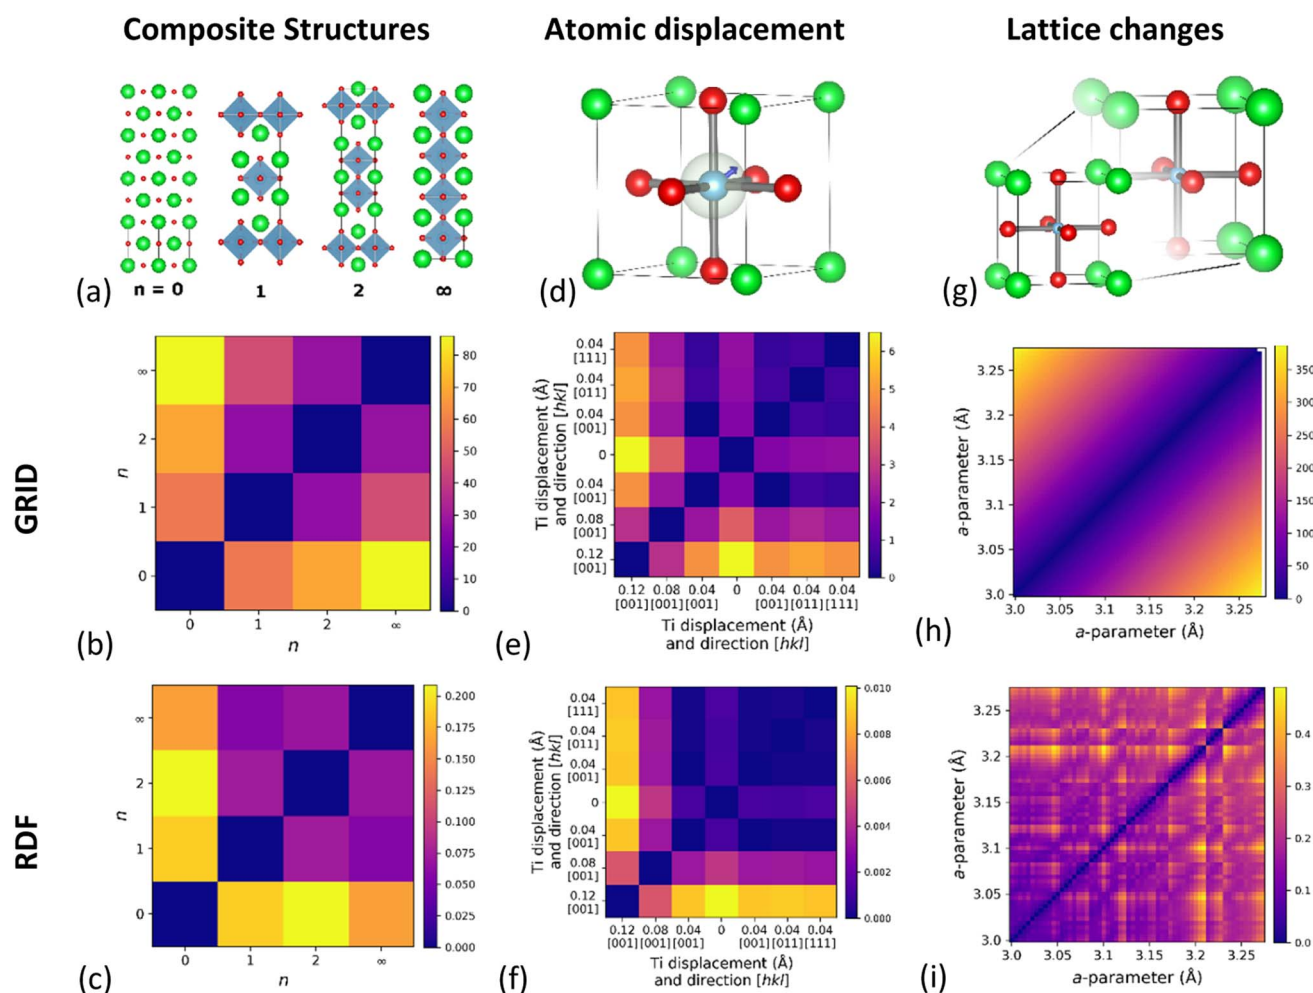 Composite Structures
Atomic displacement
Lattice changes
(a)
n = 0
1
2
∞
(d)
(g)
GRID
n
∞
2
1
0
0
1
2
∞
n
80
70
60
50
40
30
20
10
0
(b)
Ti displacement (Å)
and direction [hkl]
0.04
[111]
0.04
[011]
0.04
[001]
0
0.04
[001]
0.08
[001]
0.12
[001]
0.12 0.08 0.04 0 0.04 0.04 0.04
[001] [001] [001] [001] [011] [111]
Ti displacement (Å)
and direction [hkl]
6
5
4
3
2
1
0
(e)
a-parameter (Å)
3.25
3.2
3.15
3.1
3.05
3.0
3.0 3.05 3.1 3.15 3.2 3.25
a-parameter (Å)
350
300
250
200
150
100
50
0
(h)
RDF
n
∞
2
1
0
0
1
2
∞
n
0.200
0.175
0.150
0.125
0.100
0.075
0.050
0.025
0.000
(c)
Ti displacement (Å)
and direction [hkl]
0.04
[111]
0.04
[011]
0.04
[001]
0
0.04
[001]
0.08
[001]
0.12
[001]
0.12 0.08 0.04 0 0.04 0.04 0.04
[001] [001] [001] [001] [011] [111]
Ti displacement (Å)
and direction [hkl]
0.010
0.008
0.006
0.004
0.002
0.000
(f)
a-parameter (Å)
3.25
3.2
3.15
3.1
3.05
3.0
3.0 3.05 3.1 3.15 3.2 3.25
a-parameter (Å)
0.4
0.3
0.2
0.1
0.0
(i)